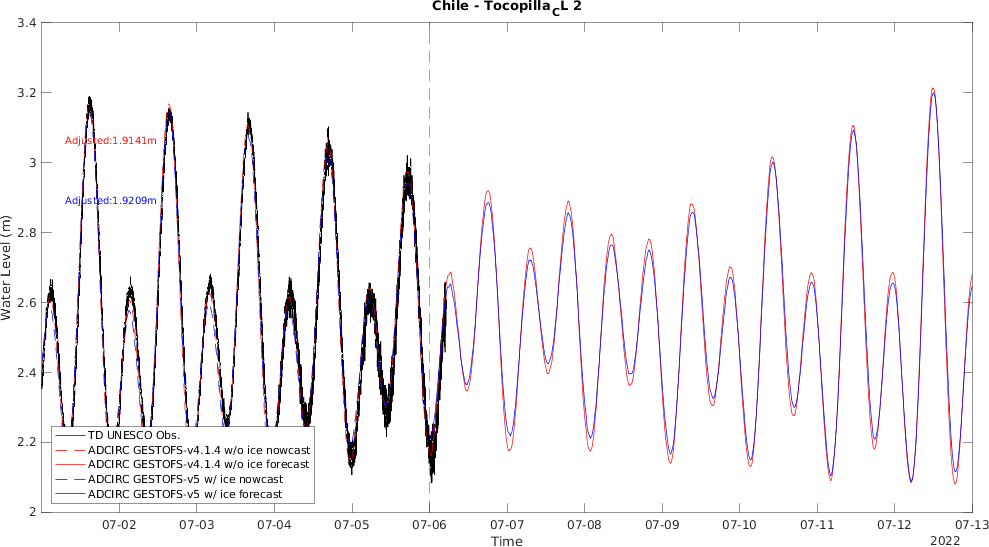 Chile - Tocopilla_CL 2
3.4
3.2
3
2.8
2.6
2.4
2.2
2
Water Level (m)
Adjusted:1.9141m
Adjusted:1.9209m
TD UNESCO Obs.
ADCIRC GESTOFS-v4.1.4 w/o ice nowcast
ADCIRC GESTOFS-v4.1.4 w/o ice forecast
ADCIRC GESTOFS-v5 w/ ice nowcast
ADCIRC GESTOFS-v5 w/ ice forecast
07-02 07-03 07-04 07-05 07-06 07-07 07-08 07-09 07-10 07-11 07-12 07-13
Time
2022